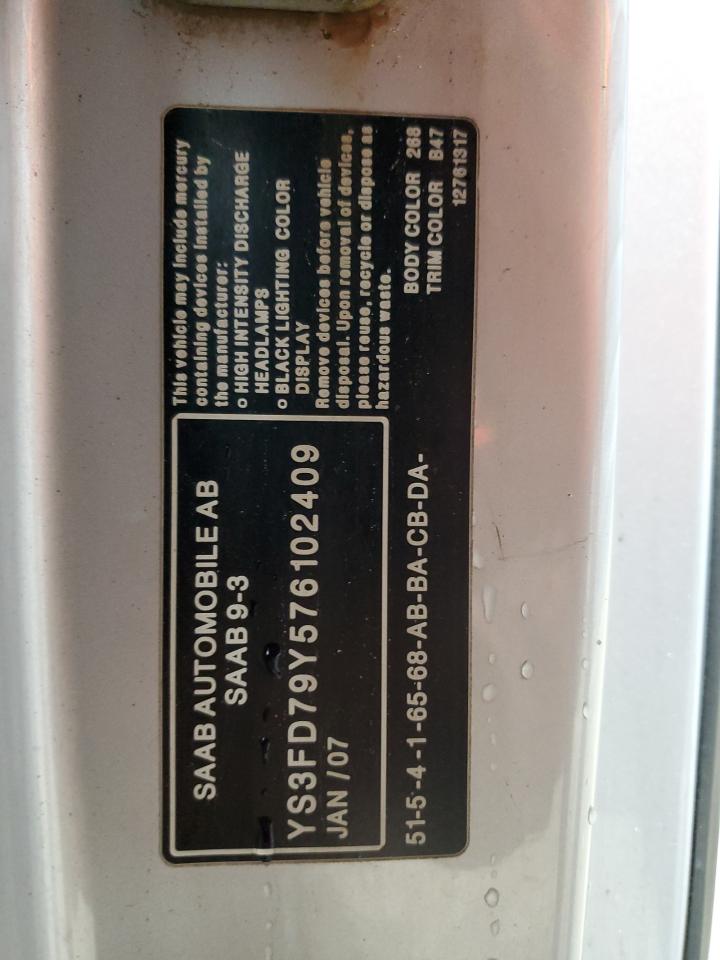 SAAB AUTOMOBILE AB
SAAB 9-3
YS3FD79Y576102409
JAN / 07
51-5-4-1-65-68-AB-BA-CB-DA-
This vehicle may include mercury
containing devices installed by
the manufacturer:
o HIGH INTENSITY DISCHARGE
HEADLAMPS
o BLACK LIGHTING COLOR
DISPLAY
Remove devices before vehicle
disposal. Upon removal of devices,
please reuse, recycle or dispose as
hazardous waste.
BODY COLOR 268
TRIM COLOR B47
12761317